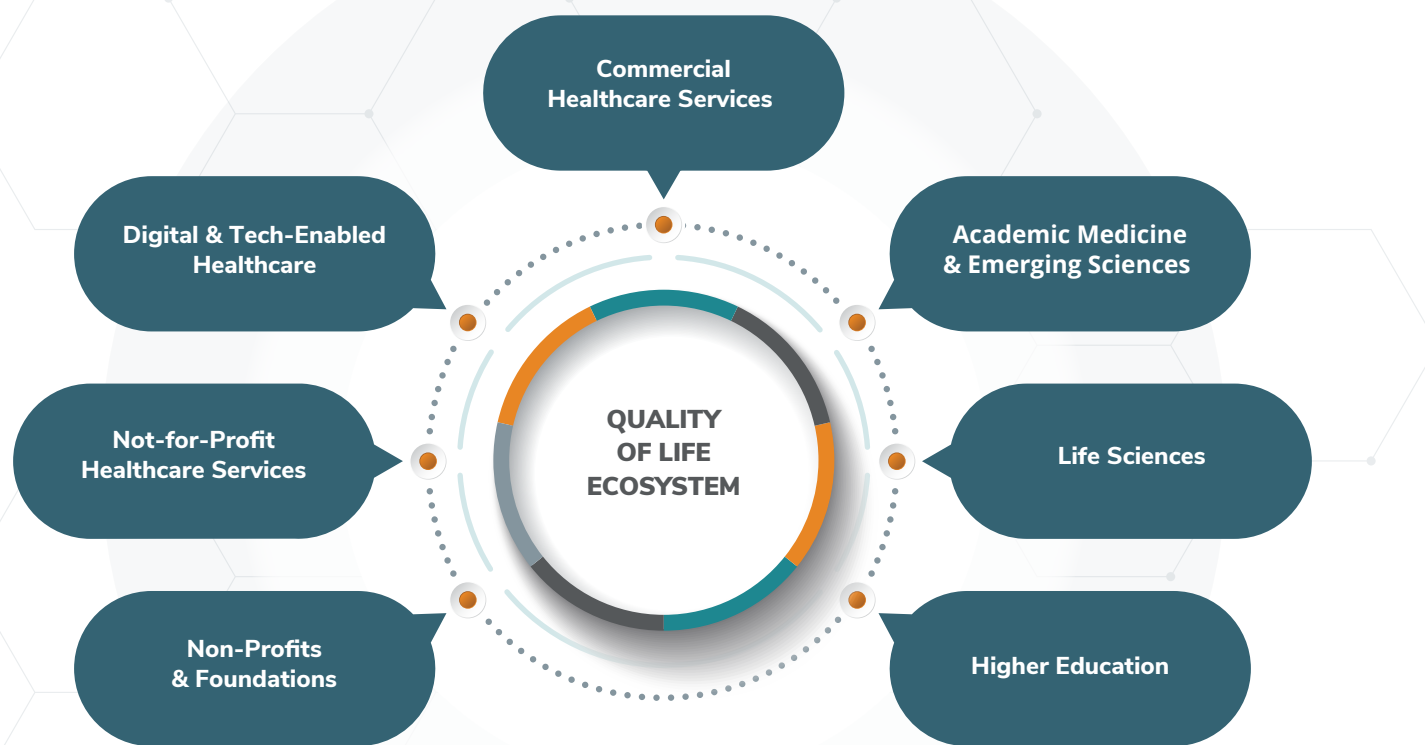 Commercial
Healthcare Services
Digital & Tech-Enabled
Healthcare
Academic Medicine
& Emerging Sciences
QUALITY
OF LIFE
ECOSYSTEM
Not-for-Profit
Healthcare Services
Life Sciences
Non-Profits
& Foundations
Higher Education